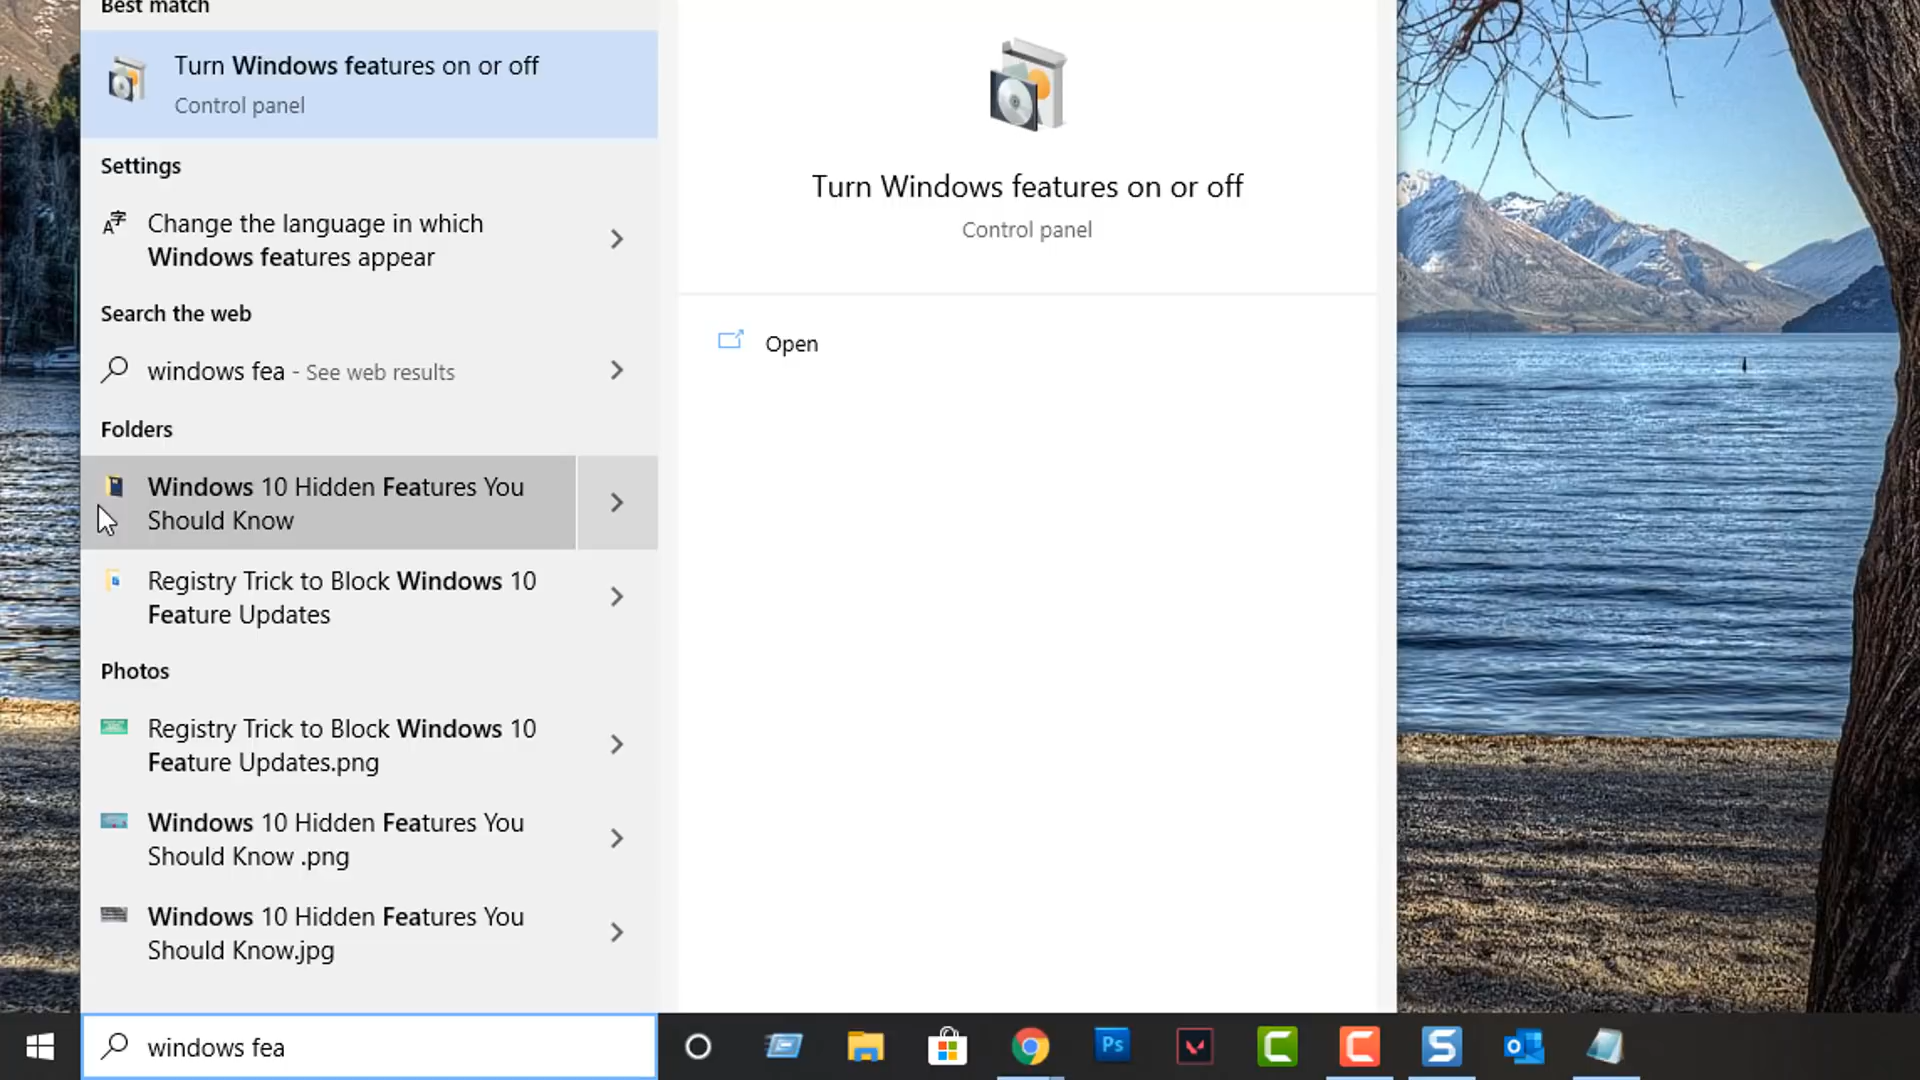 Best match
Turn Windows features on or off
Control panel
Settings
Change the language in which
Windows features appear
Search the web
windows fea - See web results
Folders
Windows 10 Hidden Features You
Should Know
Registry Trick to Block Windows 10
Feature Updates
Photos
Registry Trick to Block Windows 10
Feature Updates.png
Windows 10 Hidden Features You
Should Know .png
Windows 10 Hidden Features You
Should Know.jpg
windows fea
Turn Windows features on or off
Control panel
Open
Ps